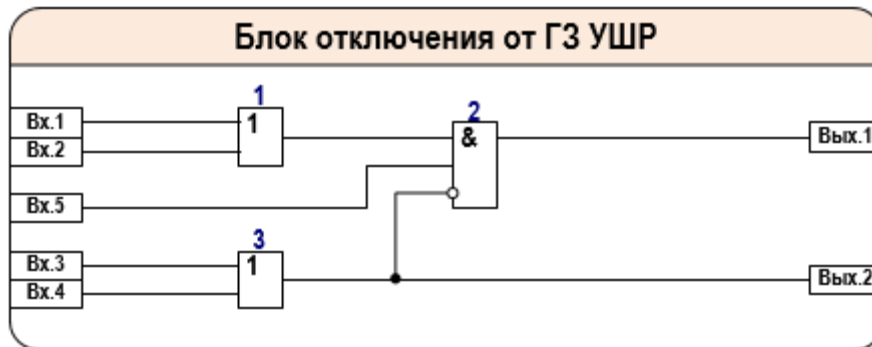 Блок отключения от ГЗ УШР
1
2
Вх.1
1
&
Вых.1
Вх.2
Вх.5
3
Вх.3
1
Вх.4
Вых.2